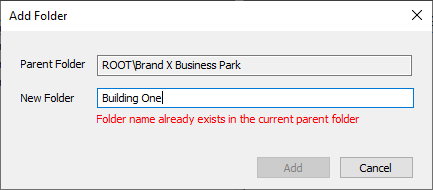 Add Folder
Parent Folder ROOT\Brand X Business Park
New Folder Building One
Folder name already exists in the current parent folder
Add Cancel